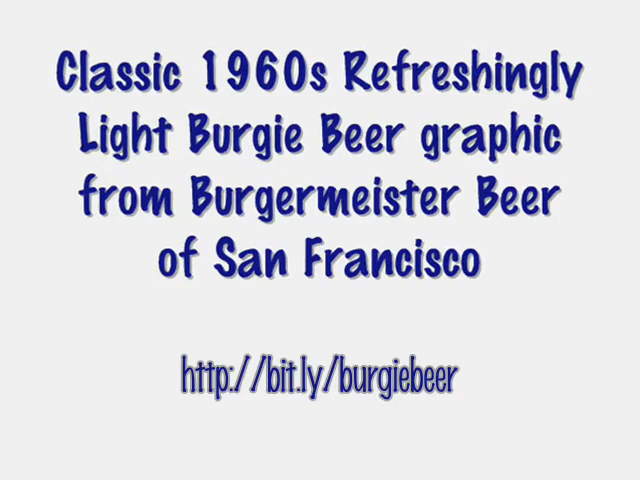 Classic 1960s Refreshingly
Light Burgie Beer graphic
from Burgermeister Beer
of San Francisco
http://bit.ly/burgiebeer